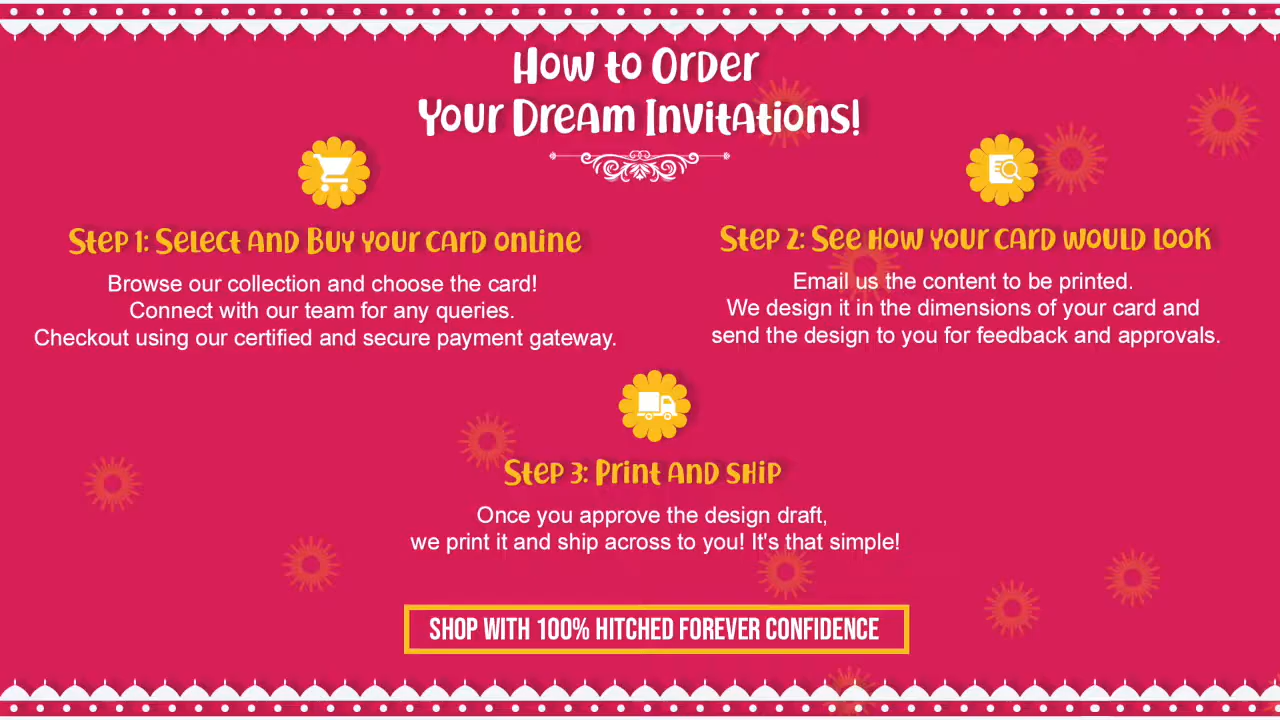 How to Order
Your Dream Invitations!
Step 1: Select and Buy your card online
Browse our collection and choose the card!
Connect with our team for any queries.
Checkout using our certified and secure payment gateway.
Step 2: See how your card would look
Email us the content to be printed.
We design it in the dimensions of your card and
send the design to you for feedback and approvals.
Step 3: Print and ship
Once you approve the design draft,
we print it and ship across to you! It's that simple!
SHOP WITH 100% HITCHED FOREVER CONFIDENCE